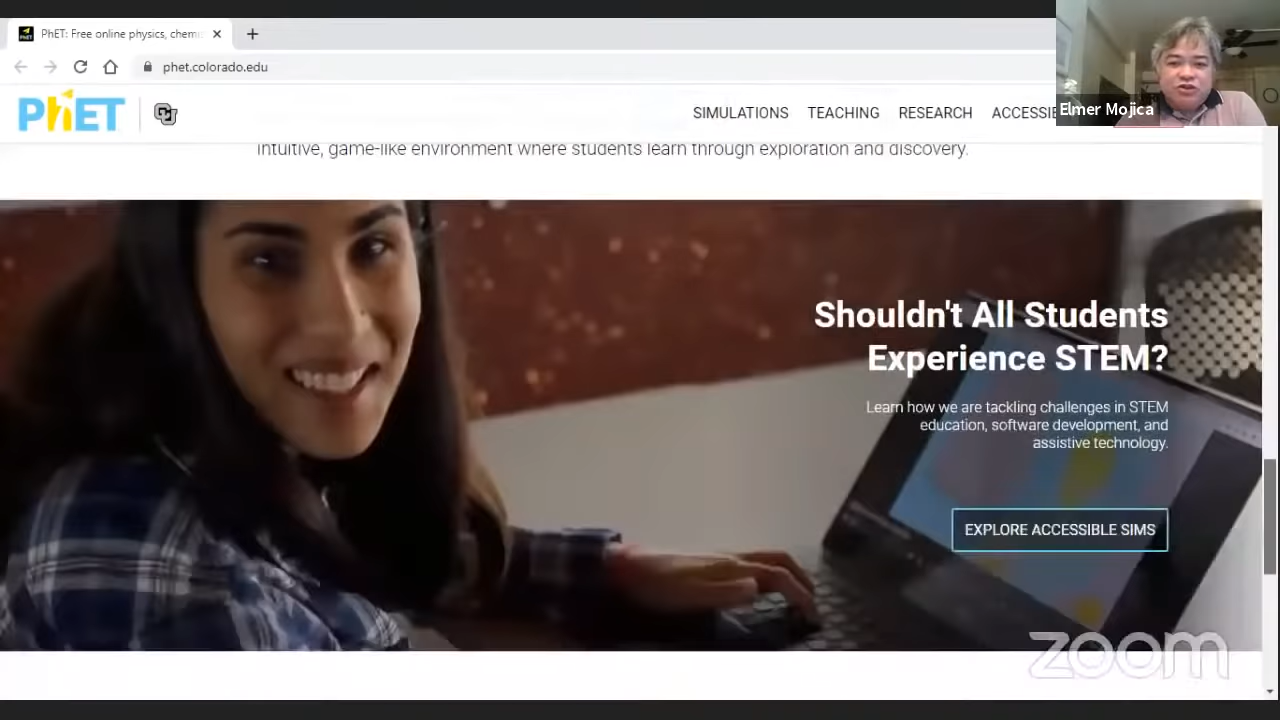 PhET: Free online physics, chemi
phet.colorado.edu
PhET
SIMULATIONS
TEACHING
RESEARCH
ACCESSIB
Elmer Mojica
intuitive, game-like environment where students learn through exploration and discovery.
Shouldn't All Students
Experience STEM?
Learn how we are tackling challenges in STEM
education, software development, and
assistive technology.
EXPLORE ACCESSIBLE SIMS
zoom